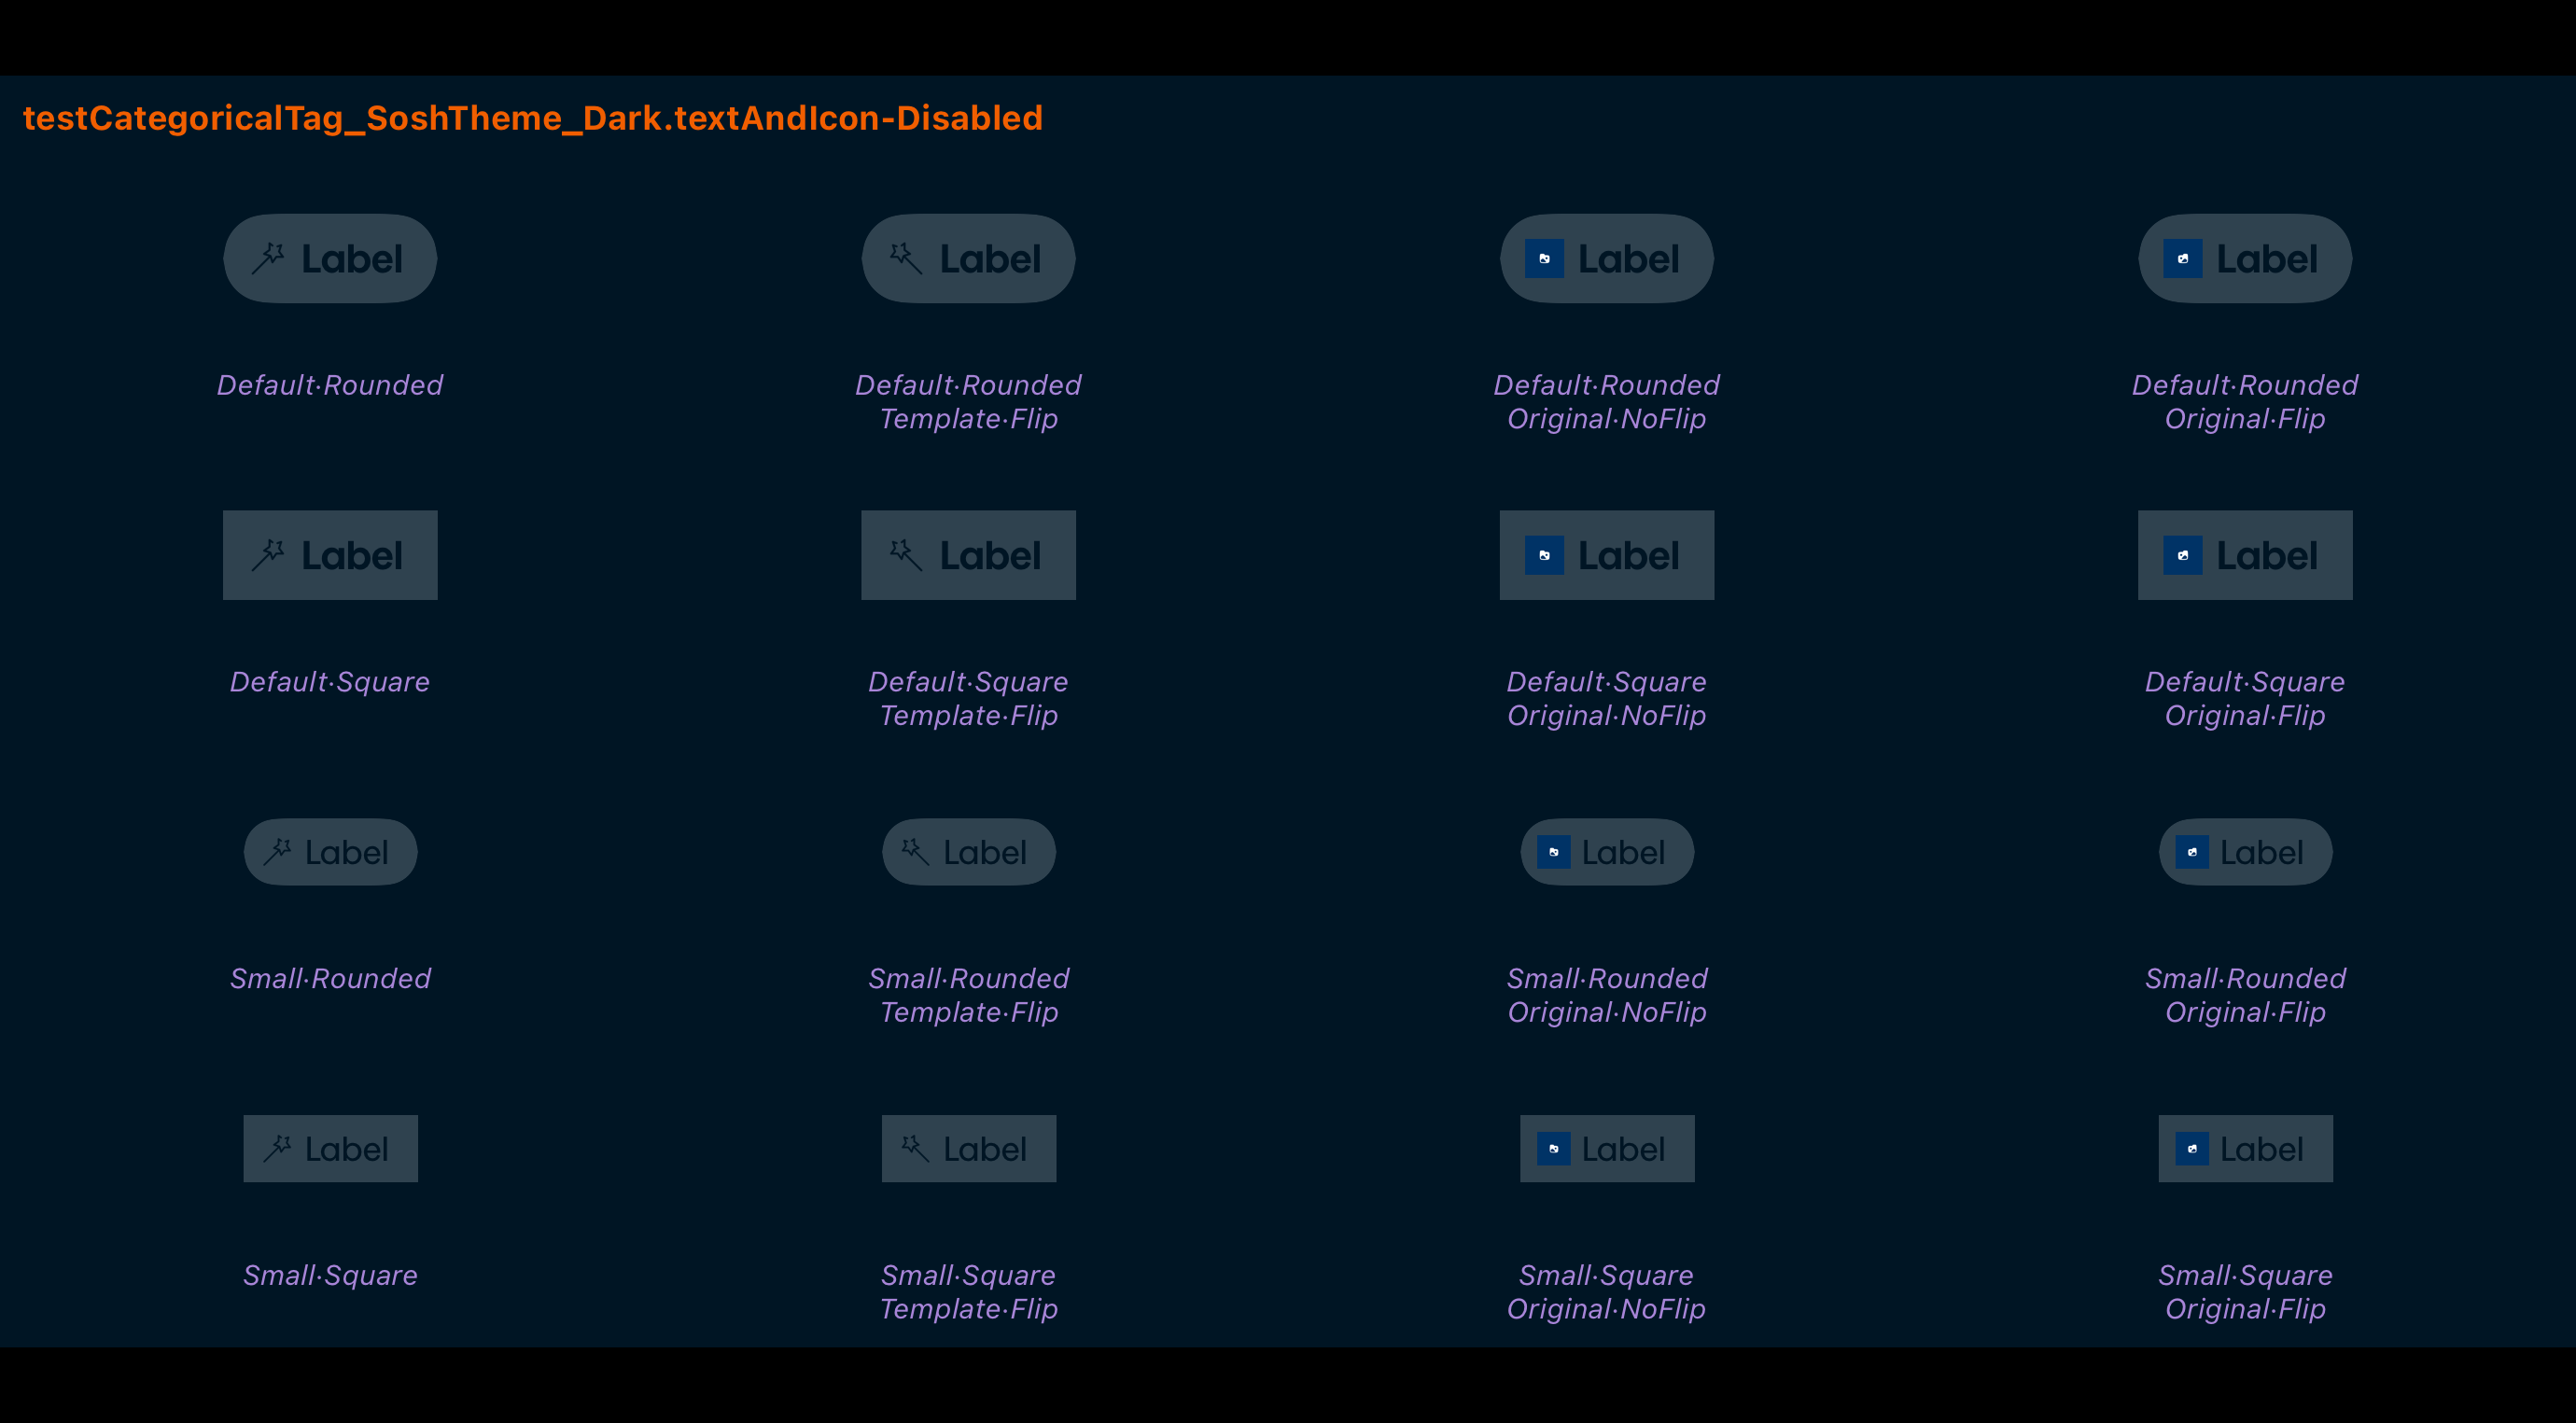 testCategoricalTag_SoshTheme_Dark.textAndIcon-Disabled
Label
Label
Label
Label
Default·Rounded
Default·Rounded
Template·Flip
Default·Rounded
Original·NoFlip
Default·Rounded
Original·Flip
Label
Label
Label
Label
Default·Square
Default·Square
Template·Flip
Default·Square
Original·NoFlip
Default·Square
Original·Flip
Label
Label
Label
Label
Small·Rounded
Small·Rounded
Template·Flip
Small·Rounded
Original·NoFlip
Small·Rounded
Original·Flip
Label
Label
Label
Label
Small·Square
Small·Square
Template·Flip
Small·Square
Original·NoFlip
Small·Square
Original·Flip